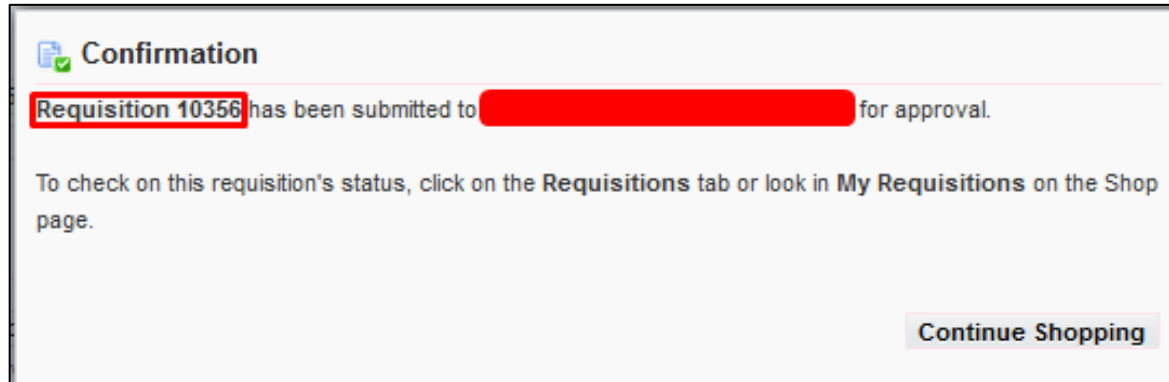 Confirmation
Requisition 10356 has been submitted to for approval.
To check on this requisition's status, click on the Requisitions tab or look in My Requisitions on the Shop
page.
Continue Shopping